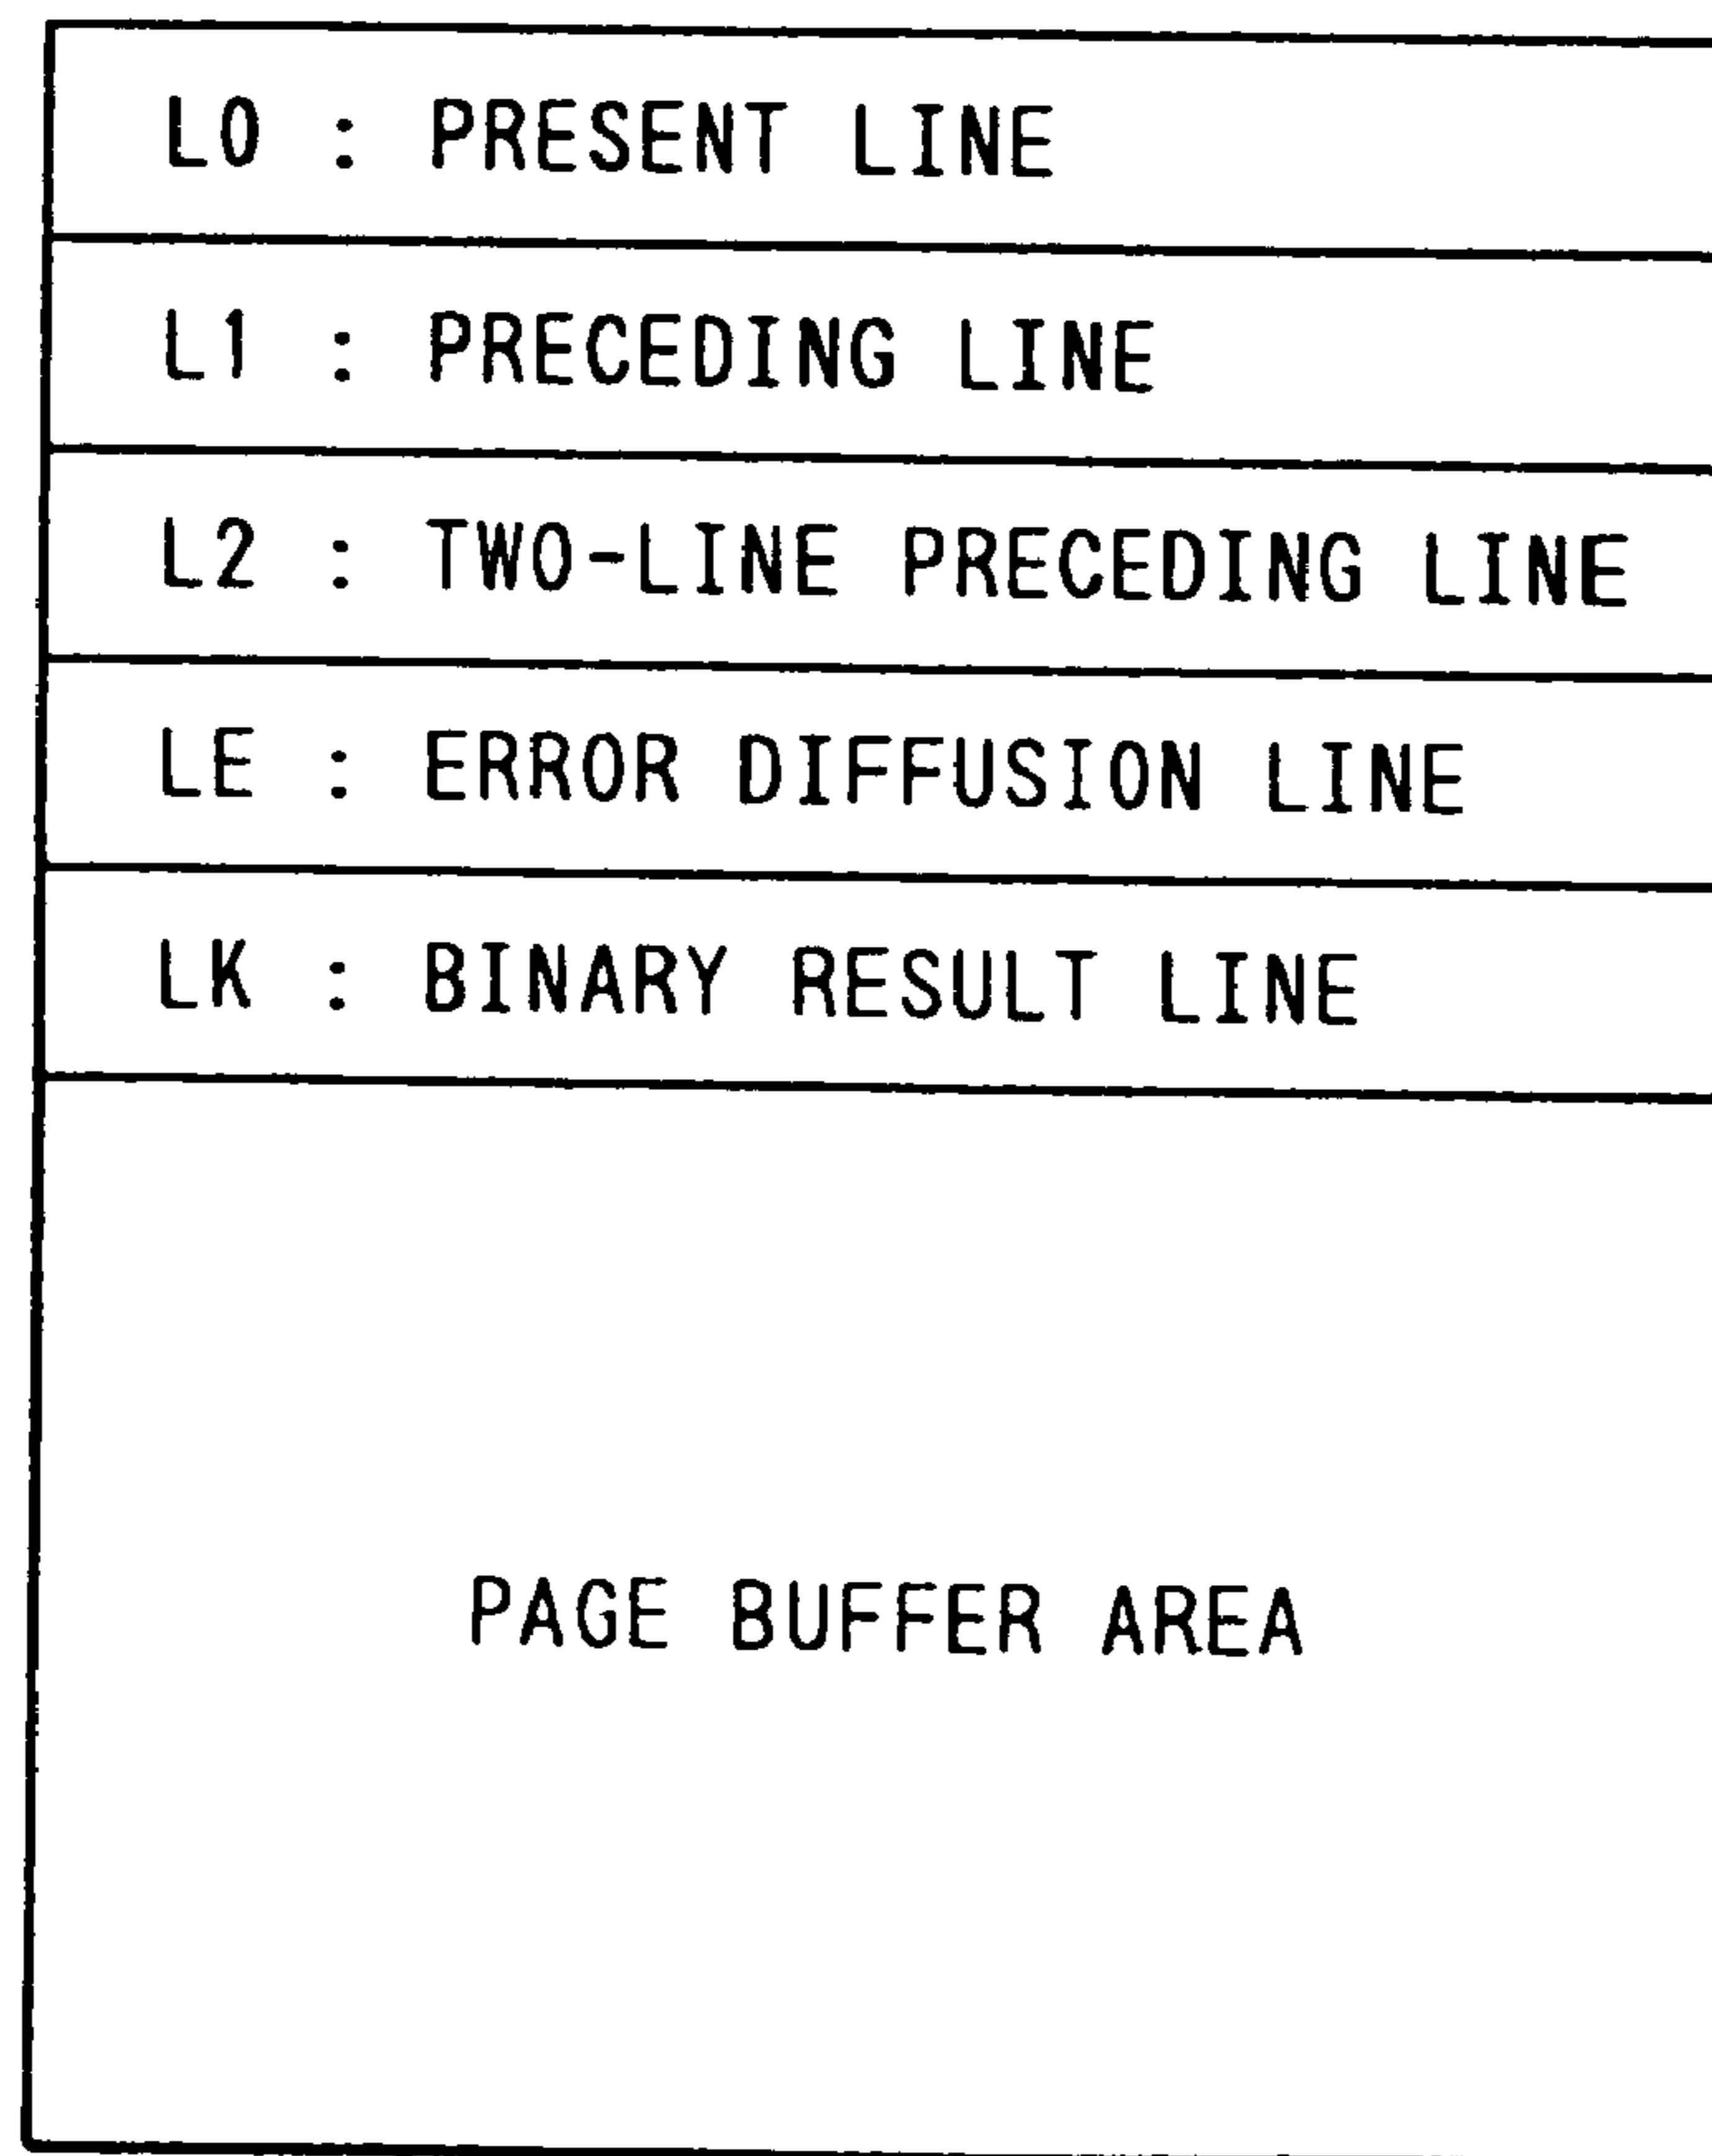 L0 : PRESENT LINE
L1 : PRECEDING LINE
L2 : TWO-LINE PRECEDING LINE
LE : ERROR DIFFUSION LINE
LK : BINARY RESULT LINE
PAGE BUFFER AREA